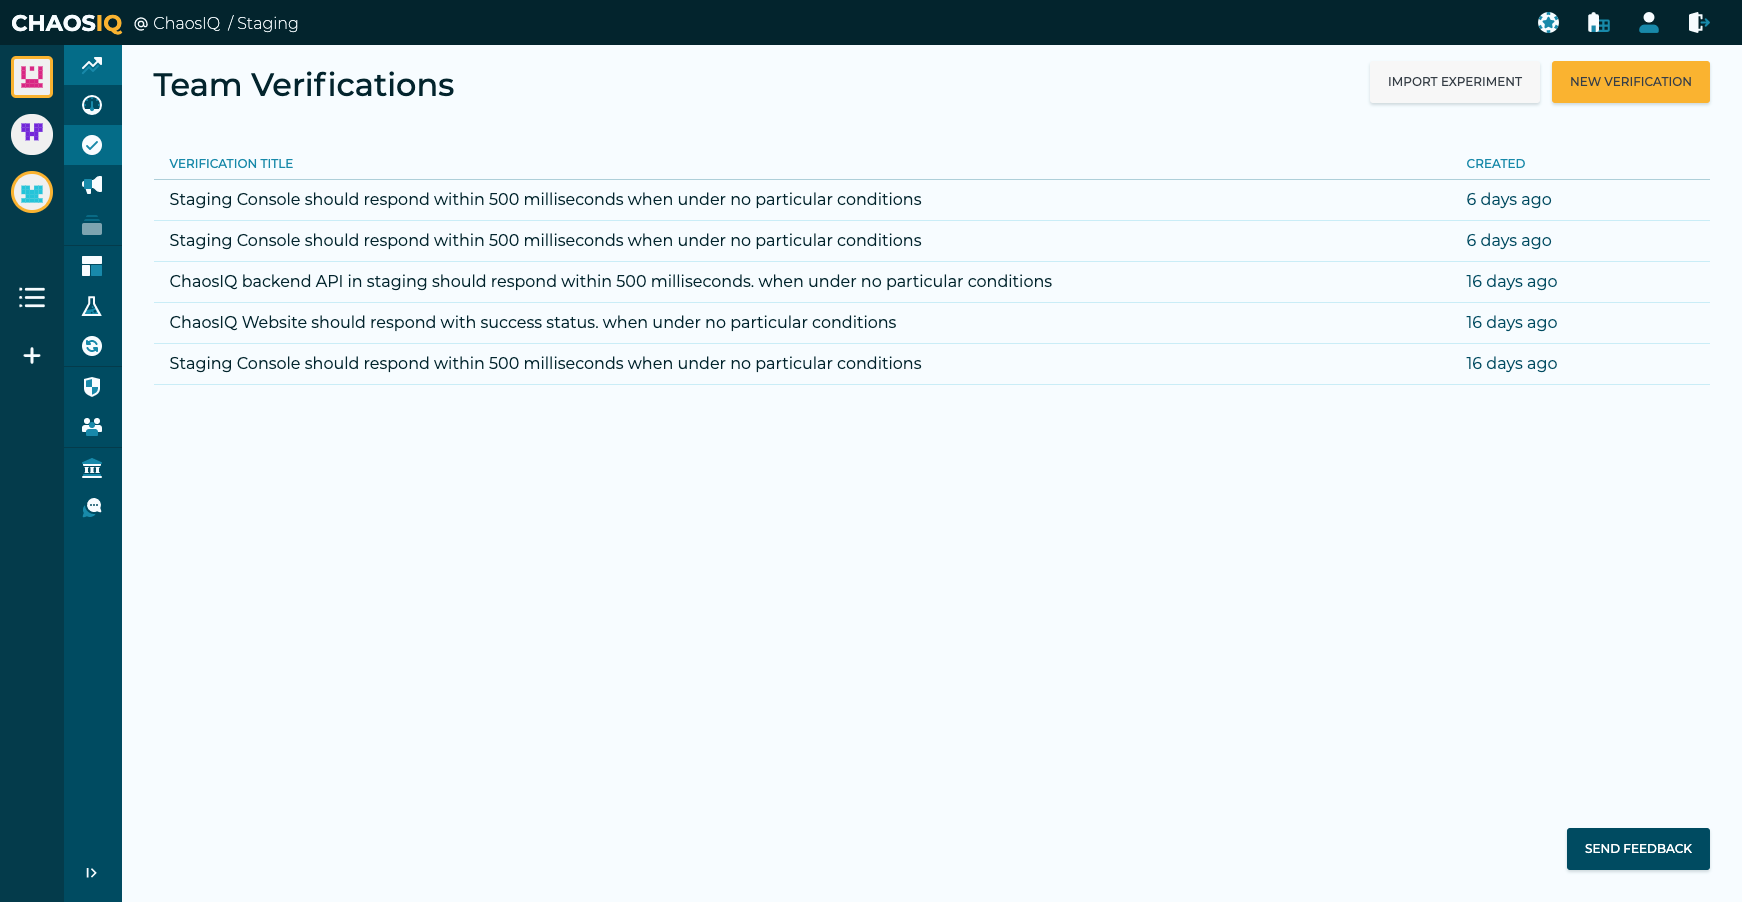 CHAOSIQ @ ChaosIQ / Staging
Team Verifications
IMPORT EXPERIMENT
NEW VERIFICATION
VERIFICATION TITLE CREATED
Staging Console should respond within 500 milliseconds when under no particular conditions 6 days ago
Staging Console should respond within 500 milliseconds when under no particular conditions 6 days ago
ChaosIQ backend API in staging should respond within 500 milliseconds. when under no particular conditions 16 days ago
ChaosIQ Website should respond with success status. when under no particular conditions 16 days ago
Staging Console should respond within 500 milliseconds when under no particular conditions 16 days ago
SEND FEEDBACK